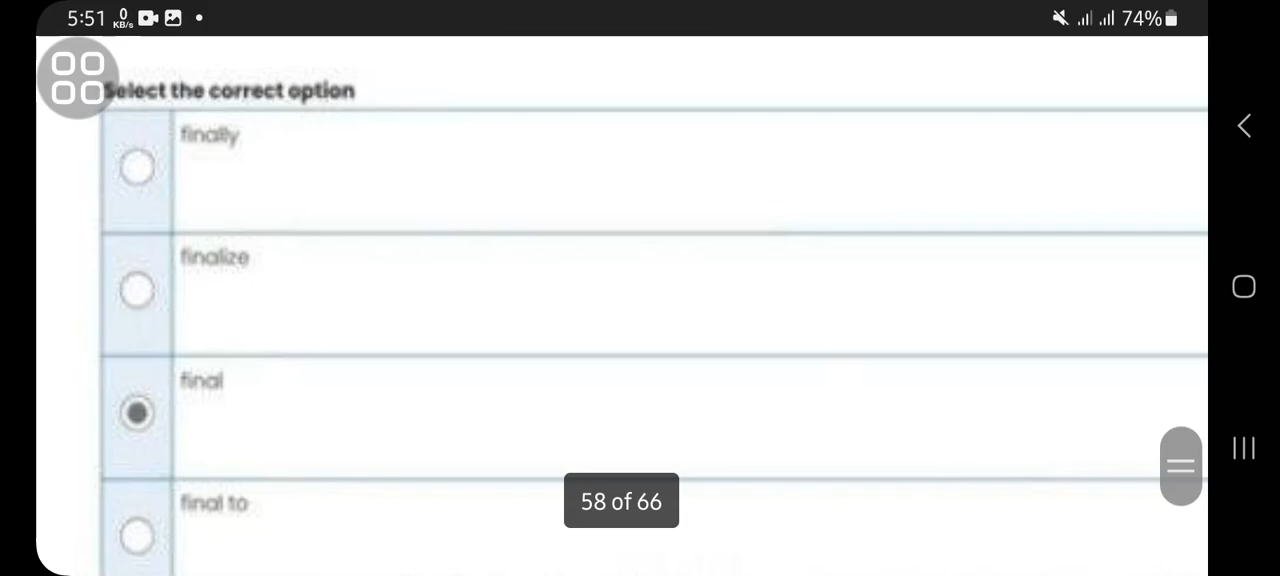 5:51 0 KB/s 74%
Select the correct option
finally
finalize
final
final to
58 of 66